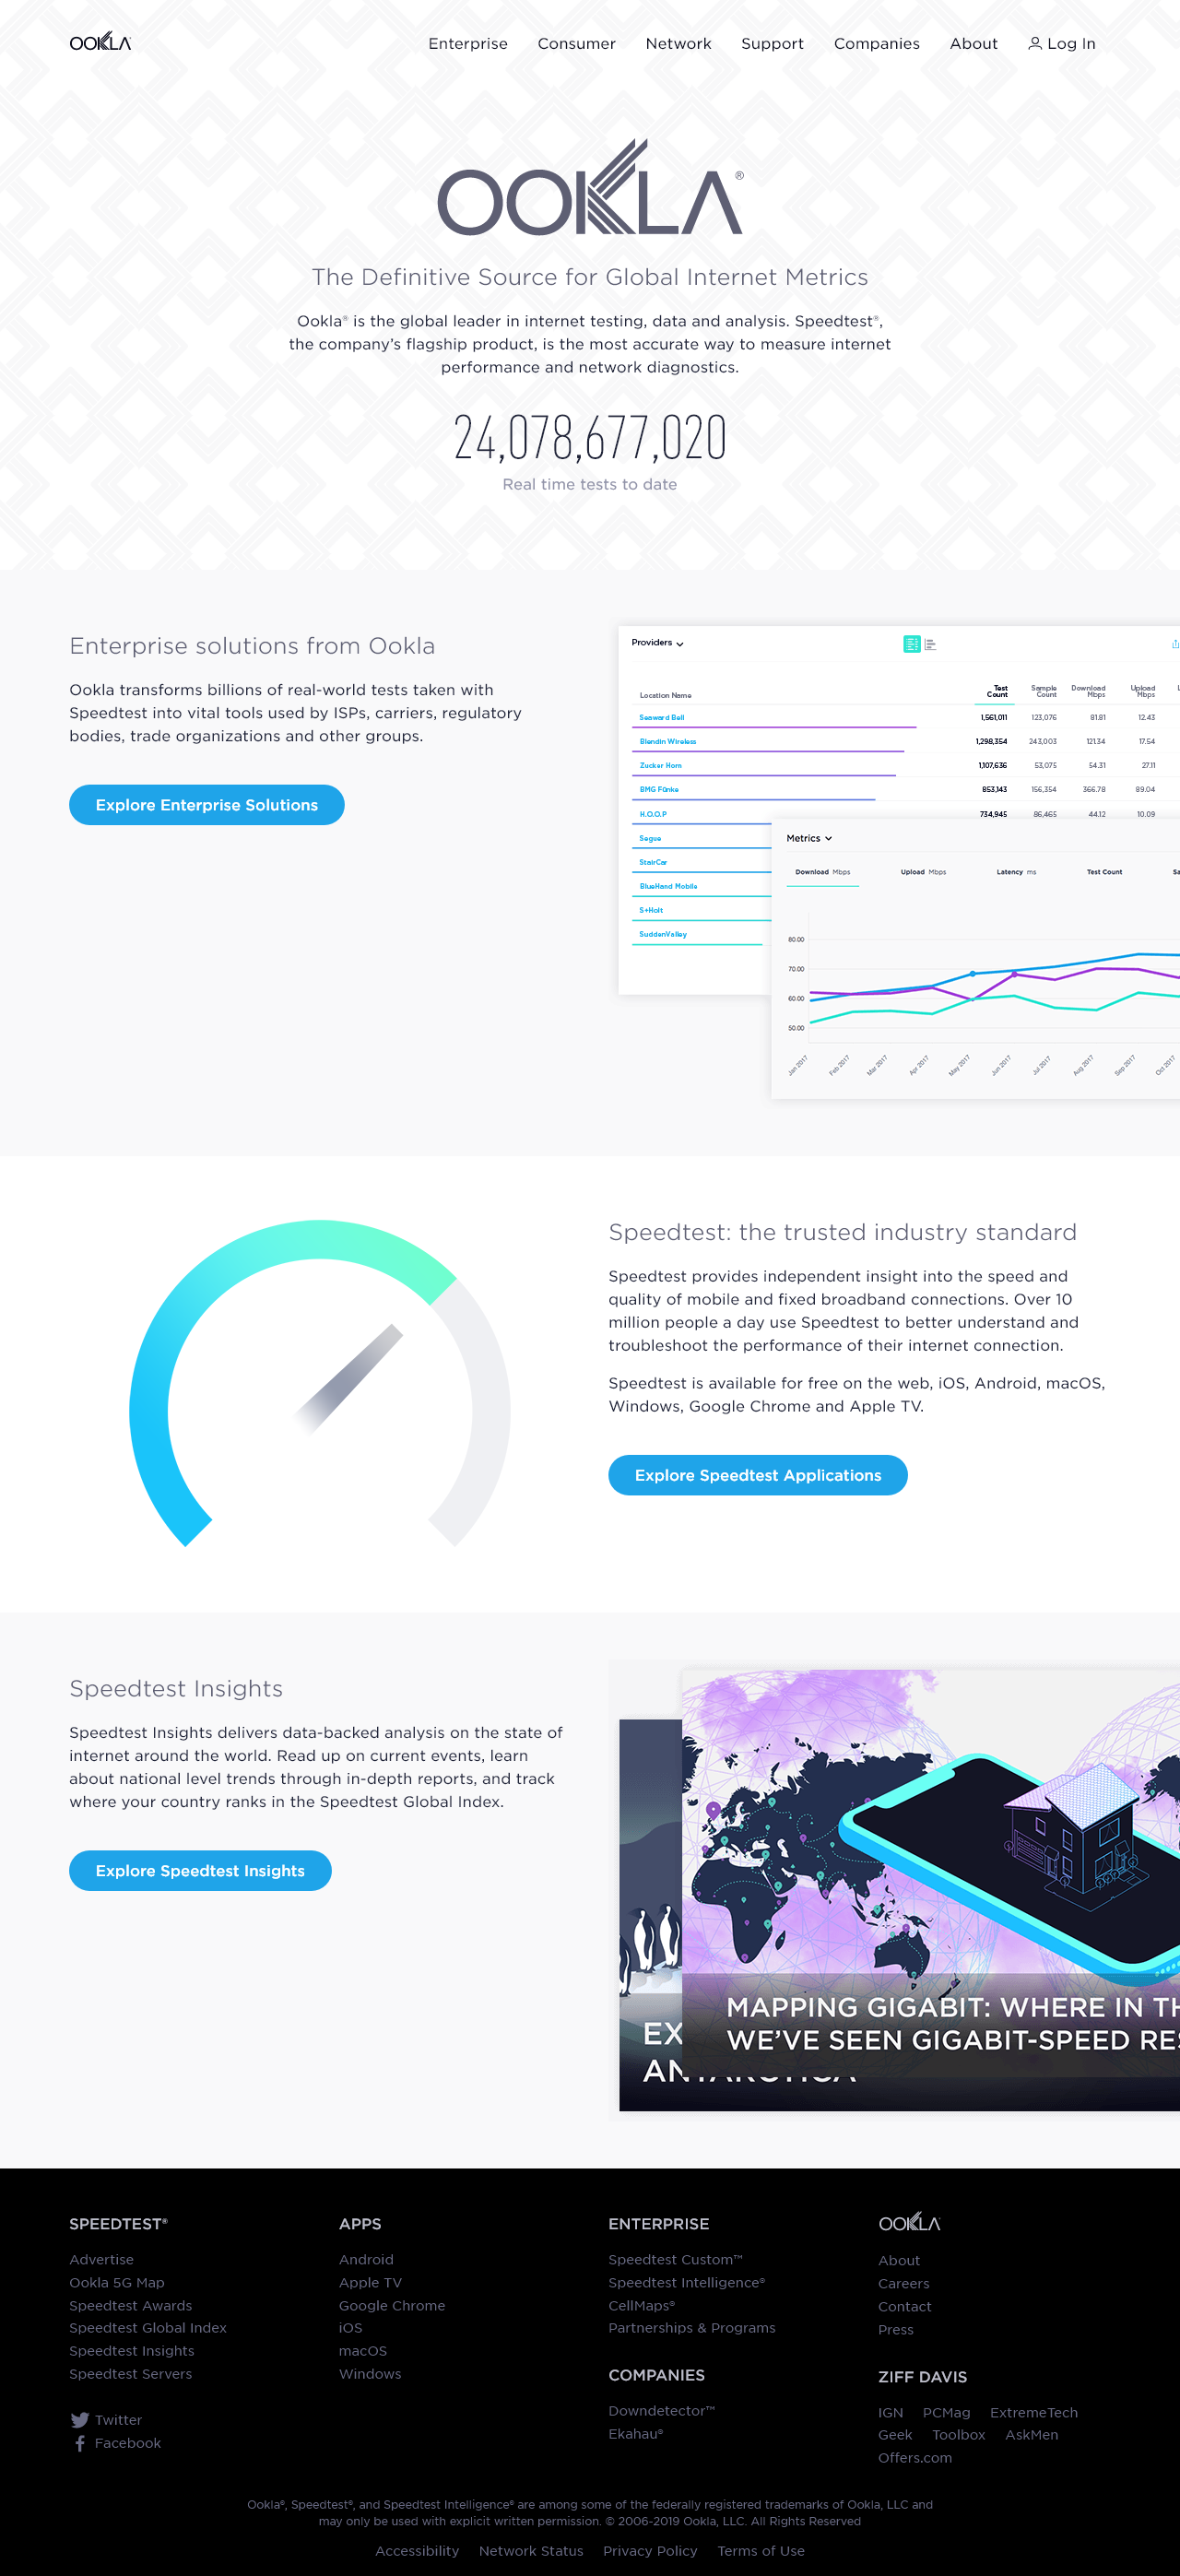 OOKLA
Enterprise Consumer Network Support Companies About Log In
OOKLA®
The Definitive Source for Global Internet Metrics
Ookla® is the global leader in internet testing, data and analysis. Speedtest®,
the company’s flagship product, is the most accurate way to measure internet
performance and network diagnostics.
24,078,677,020
Real time tests to date
Enterprise solutions from Ookla
Ookla transforms billions of real-world tests taken with
Speedtest into vital tools used by ISPs, carriers, regulatory
bodies, trade organizations and other groups.
Explore Enterprise Solutions
Providers
Location Name Test Count Sample Count Download Mbps Upload Mbps
Seaward Bell 1,561,011 123,076 81.81 12.43
Blendin Wireless 1,298,354 243,003 121.34 17.54
Zucker Horn 1,107,636 53,075 54.31 27.11
BMG Fünke 853,143 156,354 366.78 89.04
H.O.O.P 734,945 86,465 44.12 10.09
Segue
StairCar
BlueHand Mobile
S+Holt
SuddenValley
Metrics
Download Mbps Upload Mbps Latency ms Test Count Sa
80.00
70.00
60.00
50.00
Jan 2017 Feb 2017 Mar 2017 Apr 2017 May 2017 Jun 2017 Jul 2017 Aug 2017 Sep 2017 Oct 2017
Speedtest: the trusted industry standard
Speedtest provides independent insight into the speed and
quality of mobile and fixed broadband connections. Over 10
million people a day use Speedtest to better understand and
troubleshoot the performance of their internet connection.
Speedtest is available for free on the web, iOS, Android, macOS,
Windows, Google Chrome and Apple TV.
Explore Speedtest Applications
Speedtest Insights
Speedtest Insights delivers data-backed analysis on the state of
internet around the world. Read up on current events, learn
about national level trends through in-depth reports, and track
where your country ranks in the Speedtest Global Index.
Explore Speedtest Insights
MAPPING GIGABIT: WHERE IN TH
WE’VE SEEN GIGABIT-SPEED RES
EX
ANTARCTICA
SPEEDTEST®
Advertise
Ookla 5G Map
Speedtest Awards
Speedtest Global Index
Speedtest Insights
Speedtest Servers
Twitter
Facebook
APPS
Android
Apple TV
Google Chrome
iOS
macOS
Windows
ENTERPRISE
Speedtest Custom™
Speedtest Intelligence®
CellMaps®
Partnerships & Programs
COMPANIES
Downdetector™
Ekahau®
OOKLA
About
Careers
Contact
Press
ZIFF DAVIS
IGN PCMag ExtremeTech
Geek Toolbox AskMen
Offers.com
Ookla®, Speedtest®, and Speedtest Intelligence® are among some of the federally registered trademarks of Ookla, LLC and
may only be used with explicit written permission. © 2006-2019 Ookla, LLC. All Rights Reserved
Accessibility Network Status Privacy Policy Terms of Use